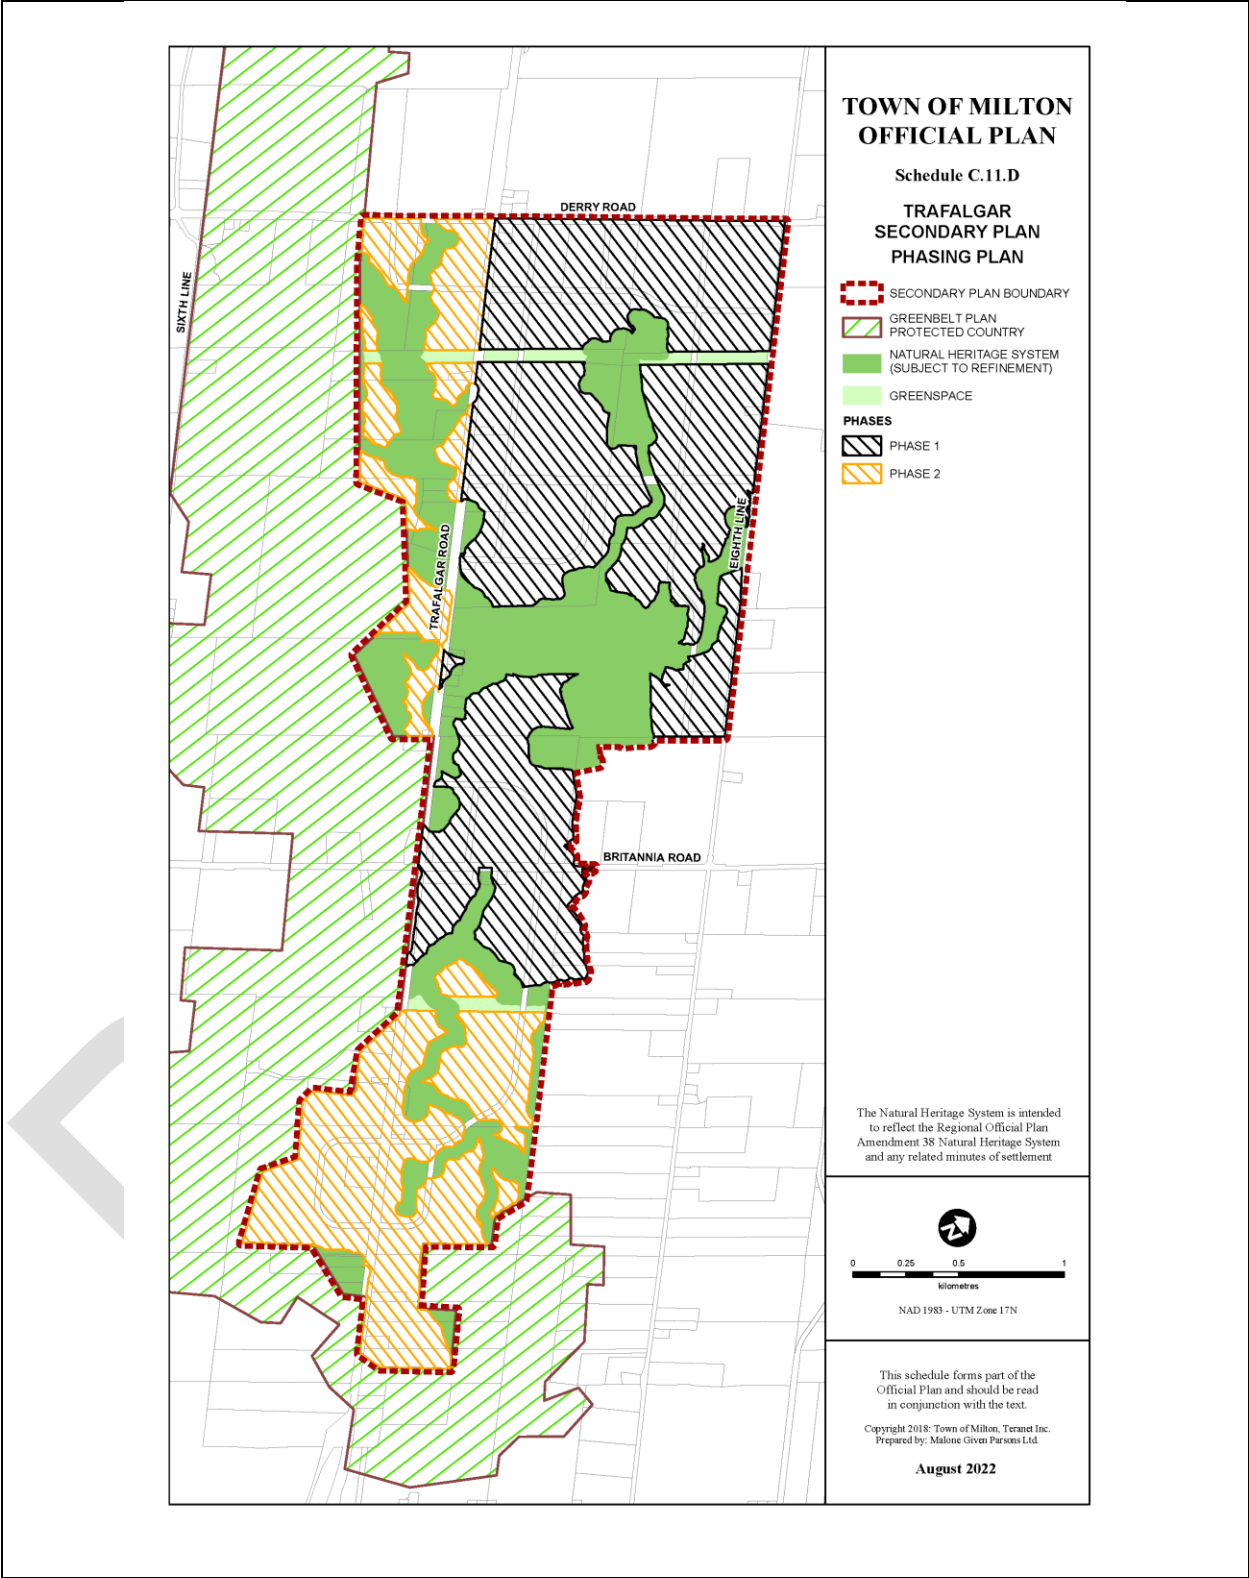 TOWN OF MILTON
OFFICIAL PLAN
Schedule C.11.D
TRAFALGAR
SECONDARY PLAN
PHASING PLAN
SECONDARY PLAN BOUNDARY
GREENBELT PLAN
PROTECTED COUNTRY
NATURAL HERITAGE SYSTEM
(SUBJECT TO REFINEMENT)
GREENSPACE
PHASES
PHASE 1
PHASE 2
DERRY ROAD
SIXTH LINE
TRAFALGAR ROAD
EIGHTH LINE
BRITANNIA ROAD
The Natural Heritage System is intended
to reflect the Regional Official Plan
Amendment 38 Natural Heritage System
and any related minutes of settlement
N
0 0.25 0.5 1
kilometres
NAD 1983 - UTM Zone 17N
This schedule forms part of the
Official Plan and should be read
in conjunction with the text.
Copyright 2018: Town of Milton, Teranet Inc.
Prepared by: Malone Given Parsons Ltd.
August 2022